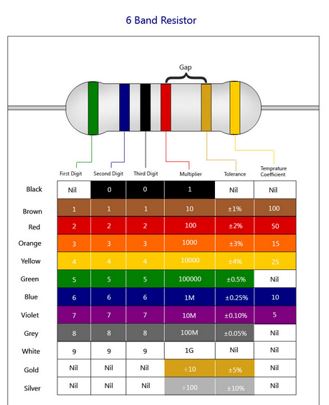 6 Band Resistor
Gap
First Digit Second Digit Third Digit Multiplier Tolerance Temprature Coefficient
Black Nil 0 0 1 Nil Nil
Brown 1 1 1 10 ±1% 100
Red 2 2 2 100 ±2% 50
Orange 3 3 3 1000 ±3% 15
Yellow 4 4 4 10000 ±4% 25
Green 5 5 5 100000 ±0.5% Nil
Blue 6 6 6 1M ±0.25% 10
Violet 7 7 7 10M ±0.10% 5
Grey 8 8 8 100M ±0.05% Nil
White 9 9 9 1G Nil Nil
Gold Nil Nil Nil ÷10 ±5% Nil
Silver Nil Nil Nil ÷100 ±10% Nil